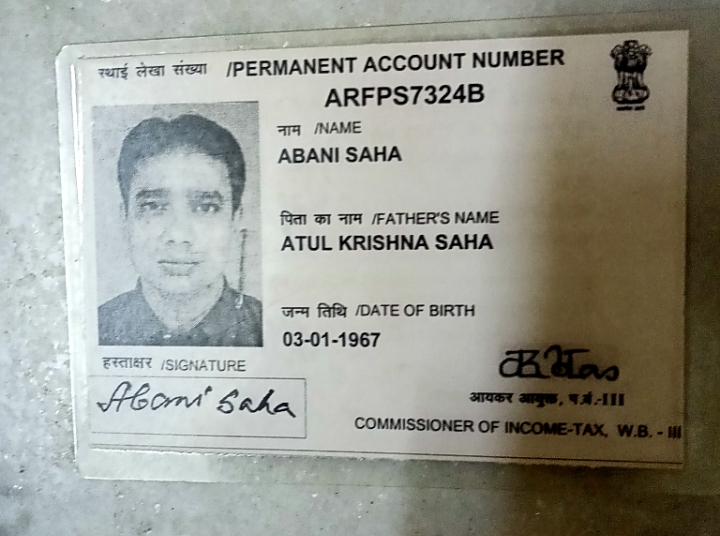 स्थाई लेखा संख्या /PERMANENT ACCOUNT NUMBER
ARFPS7324B
नाम /NAME
ABANI SAHA
पिता का नाम /FATHER'S NAME
ATUL KRISHNA SAHA
जन्म तिथि /DATE OF BIRTH
03-01-1967
हस्ताक्षर /SIGNATURE
Abani Saha
आयकर आयुक्त, प.बं.-III
COMMISSIONER OF INCOME-TAX, W.B. - III